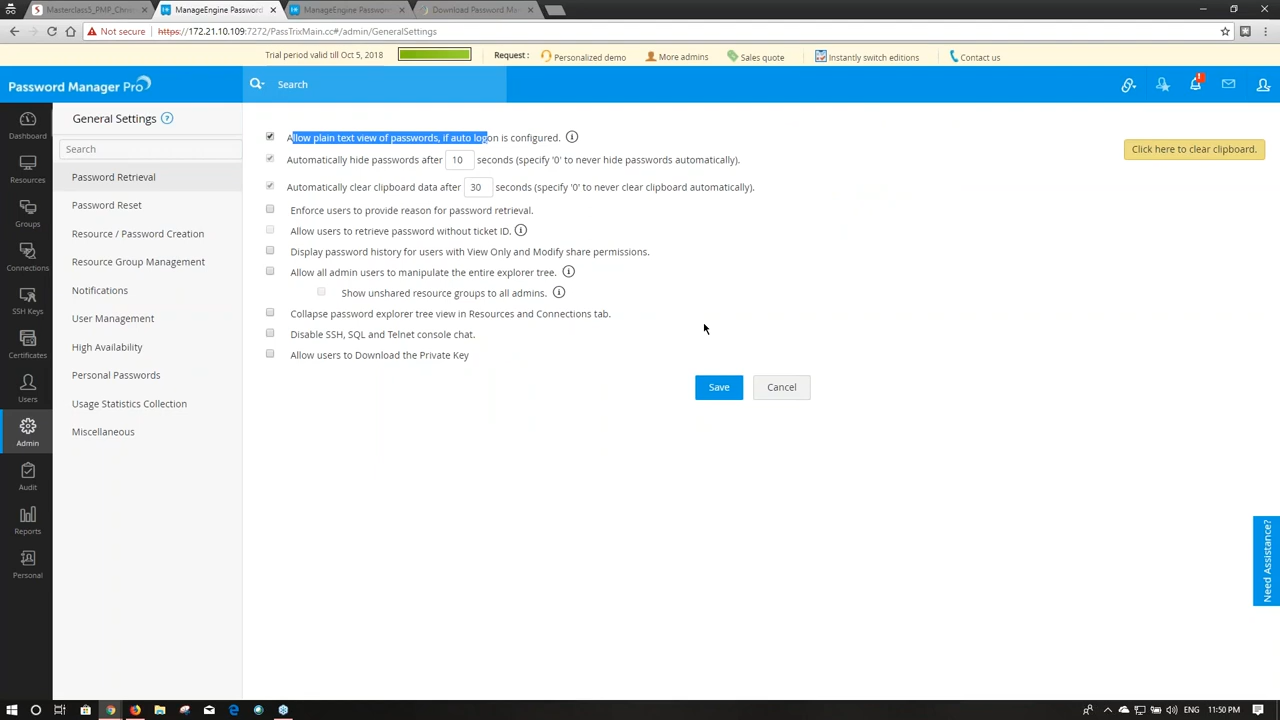 Masterclass5_PMP_Chro
ManageEngine Password
ManageEngine PMP
Download Password Ma
Not secure
https://172.21.10.109:7272/PassTrixMain.cc#/admin/GeneralSettings
Trial period valid till Oct 5, 2018
Request :
Personalized demo
More admins
Sales quote
Instantly switch editions
Contact us
Password Manager Pro
Search
Dashboard
Resources
Groups
Connections
SSH Keys
Certificates
Users
Admin
Audit
Reports
Personal
General Settings ?
Search
Password Retrieval
Password Reset
Resource / Password Creation
Resource Group Management
Notifications
User Management
High Availability
Personal Passwords
Usage Statistics Collection
Miscellaneous
Allow plain text view of passwords, if auto logon is configured.
Automatically hide passwords after 10 seconds (specify '0' to never hide passwords automatically).
Automatically clear clipboard data after 30 seconds (specify '0' to never clear clipboard automatically).
Enforce users to provide reason for password retrieval.
Allow users to retrieve password without ticket ID.
Display password history for users with View Only and Modify share permissions.
Allow all admin users to manipulate the entire explorer tree.
Show unshared resource groups to all admins.
Collapse password explorer tree view in Resources and Connections tab.
Disable SSH, SQL and Telnet console chat.
Allow users to Download the Private Key
Save
Cancel
Click here to clear clipboard.
Need Assistance?
ENG
11:50 PM